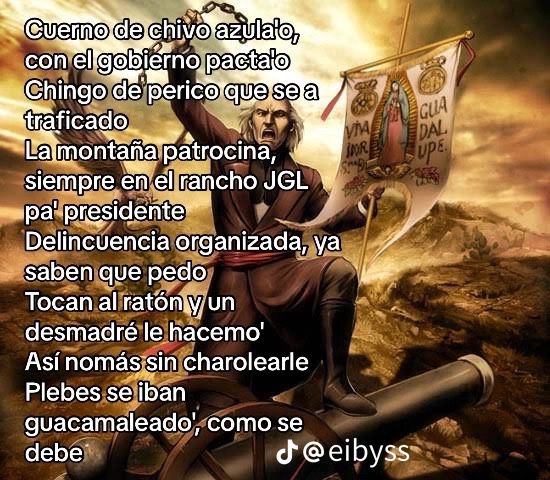 Cuerno de chivo azula'o,
con el gobierno pacta'o
Chingo de perico que se a
traficado
La montaña patrocina,
siempre en el rancho JGL
pa' presidente
Delincuencia organizada, ya
saben que pedo
Tocan al ratón y un
desmadré le hacemo'
Así nomás sin charolearle
Plebes se iban
guacamaleado', como se
debe
VIVA
GUA
DAL
UPE.
@eibyss